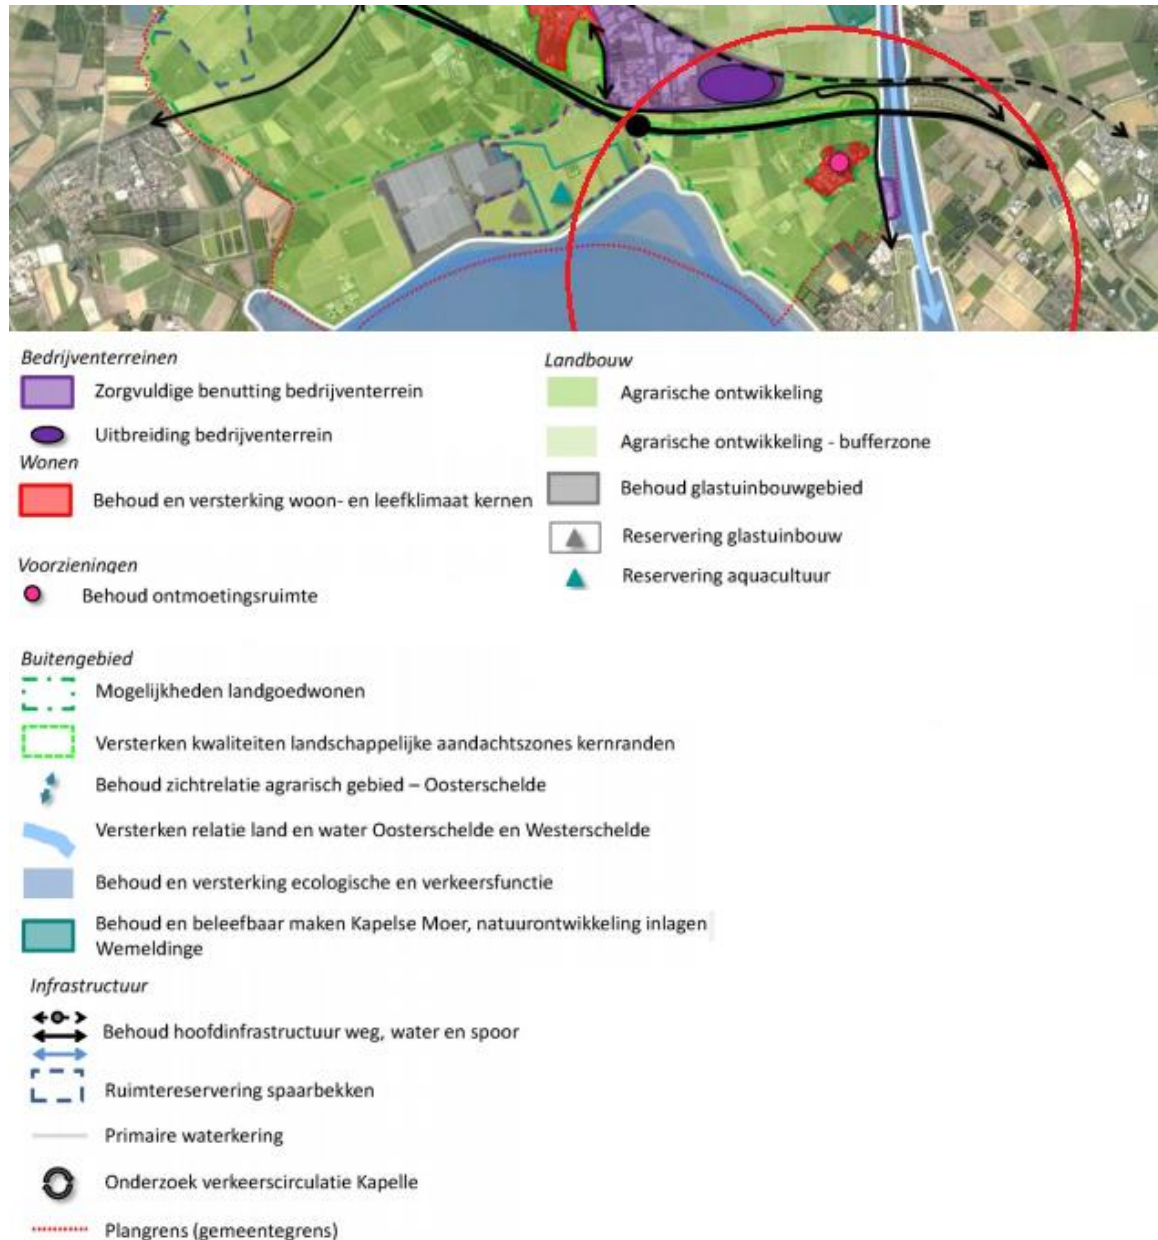 Bedrijventerreinen
Zorgvuldige benutting bedrijventerrein
Uitbreiding bedrijventerrein
Wonen
Behoud en versterking woon- en leefklimaat kernen
Voorzieningen
Behoud ontmoetingsruimte
Landbouw
Agrarische ontwikkeling
Agrarische ontwikkeling - bufferzone
Behoud glastuinbouwgebied
Reservering glastuinbouw
Reservering aquacultuur
Buitengebied
Mogelijkheden landgoedwonen
Versterken kwaliteiten landschappelijke aandachtszones kernranden
Behoud zichtrelatie agrarisch gebied – Oosterschelde
Versterken relatie land en water Oosterschelde en Westerschelde
Behoud en versterking ecologische en verkeersfunctie
Behoud en beleefbaar maken Kapelse Moer, natuurontwikkeling inlagen
Wemeldinge
Infrastructuur
Behoud hoofdinfrastructuur weg, water en spoor
Ruimtereservering spaarbekken
Primaire waterkering
Onderzoek verkeerscirculatie Kapelle
Plangrens (gemeentegrens)